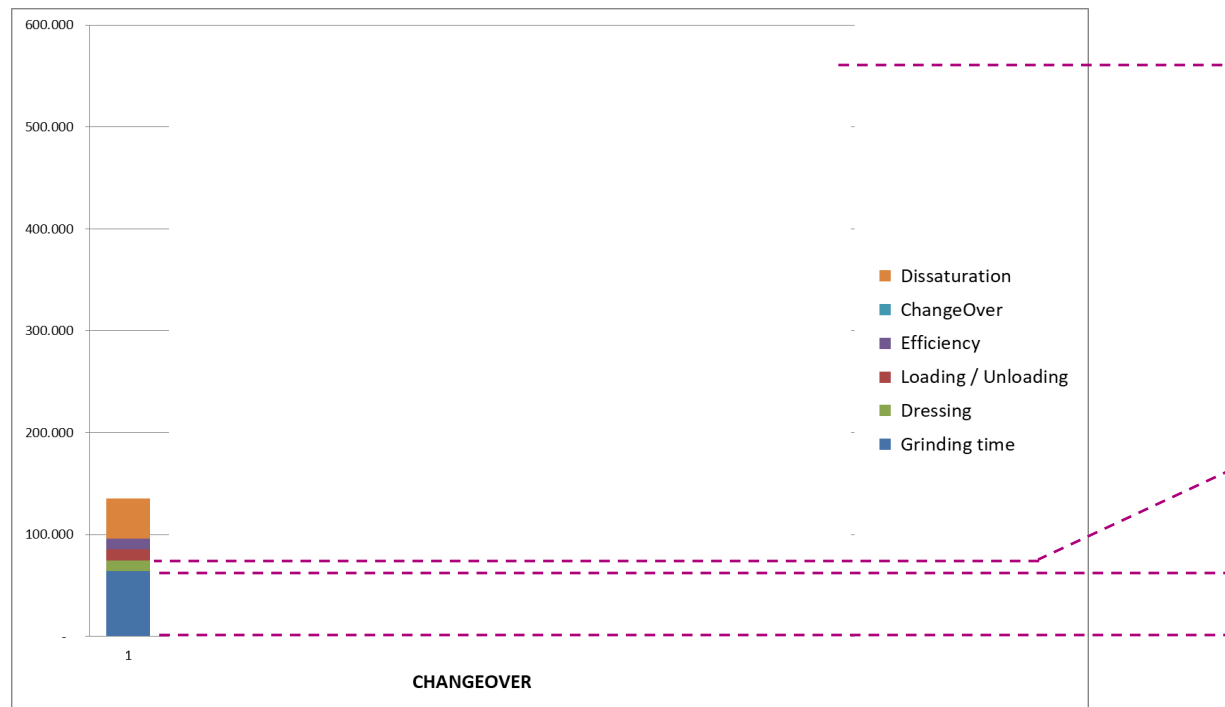 600.000
500.000
400.000
300.000
200.000
100.000
-
1
CHANGEOVER
Dissaturation
ChangeOver
Efficiency
Loading / Unloading
Dressing
Grinding time